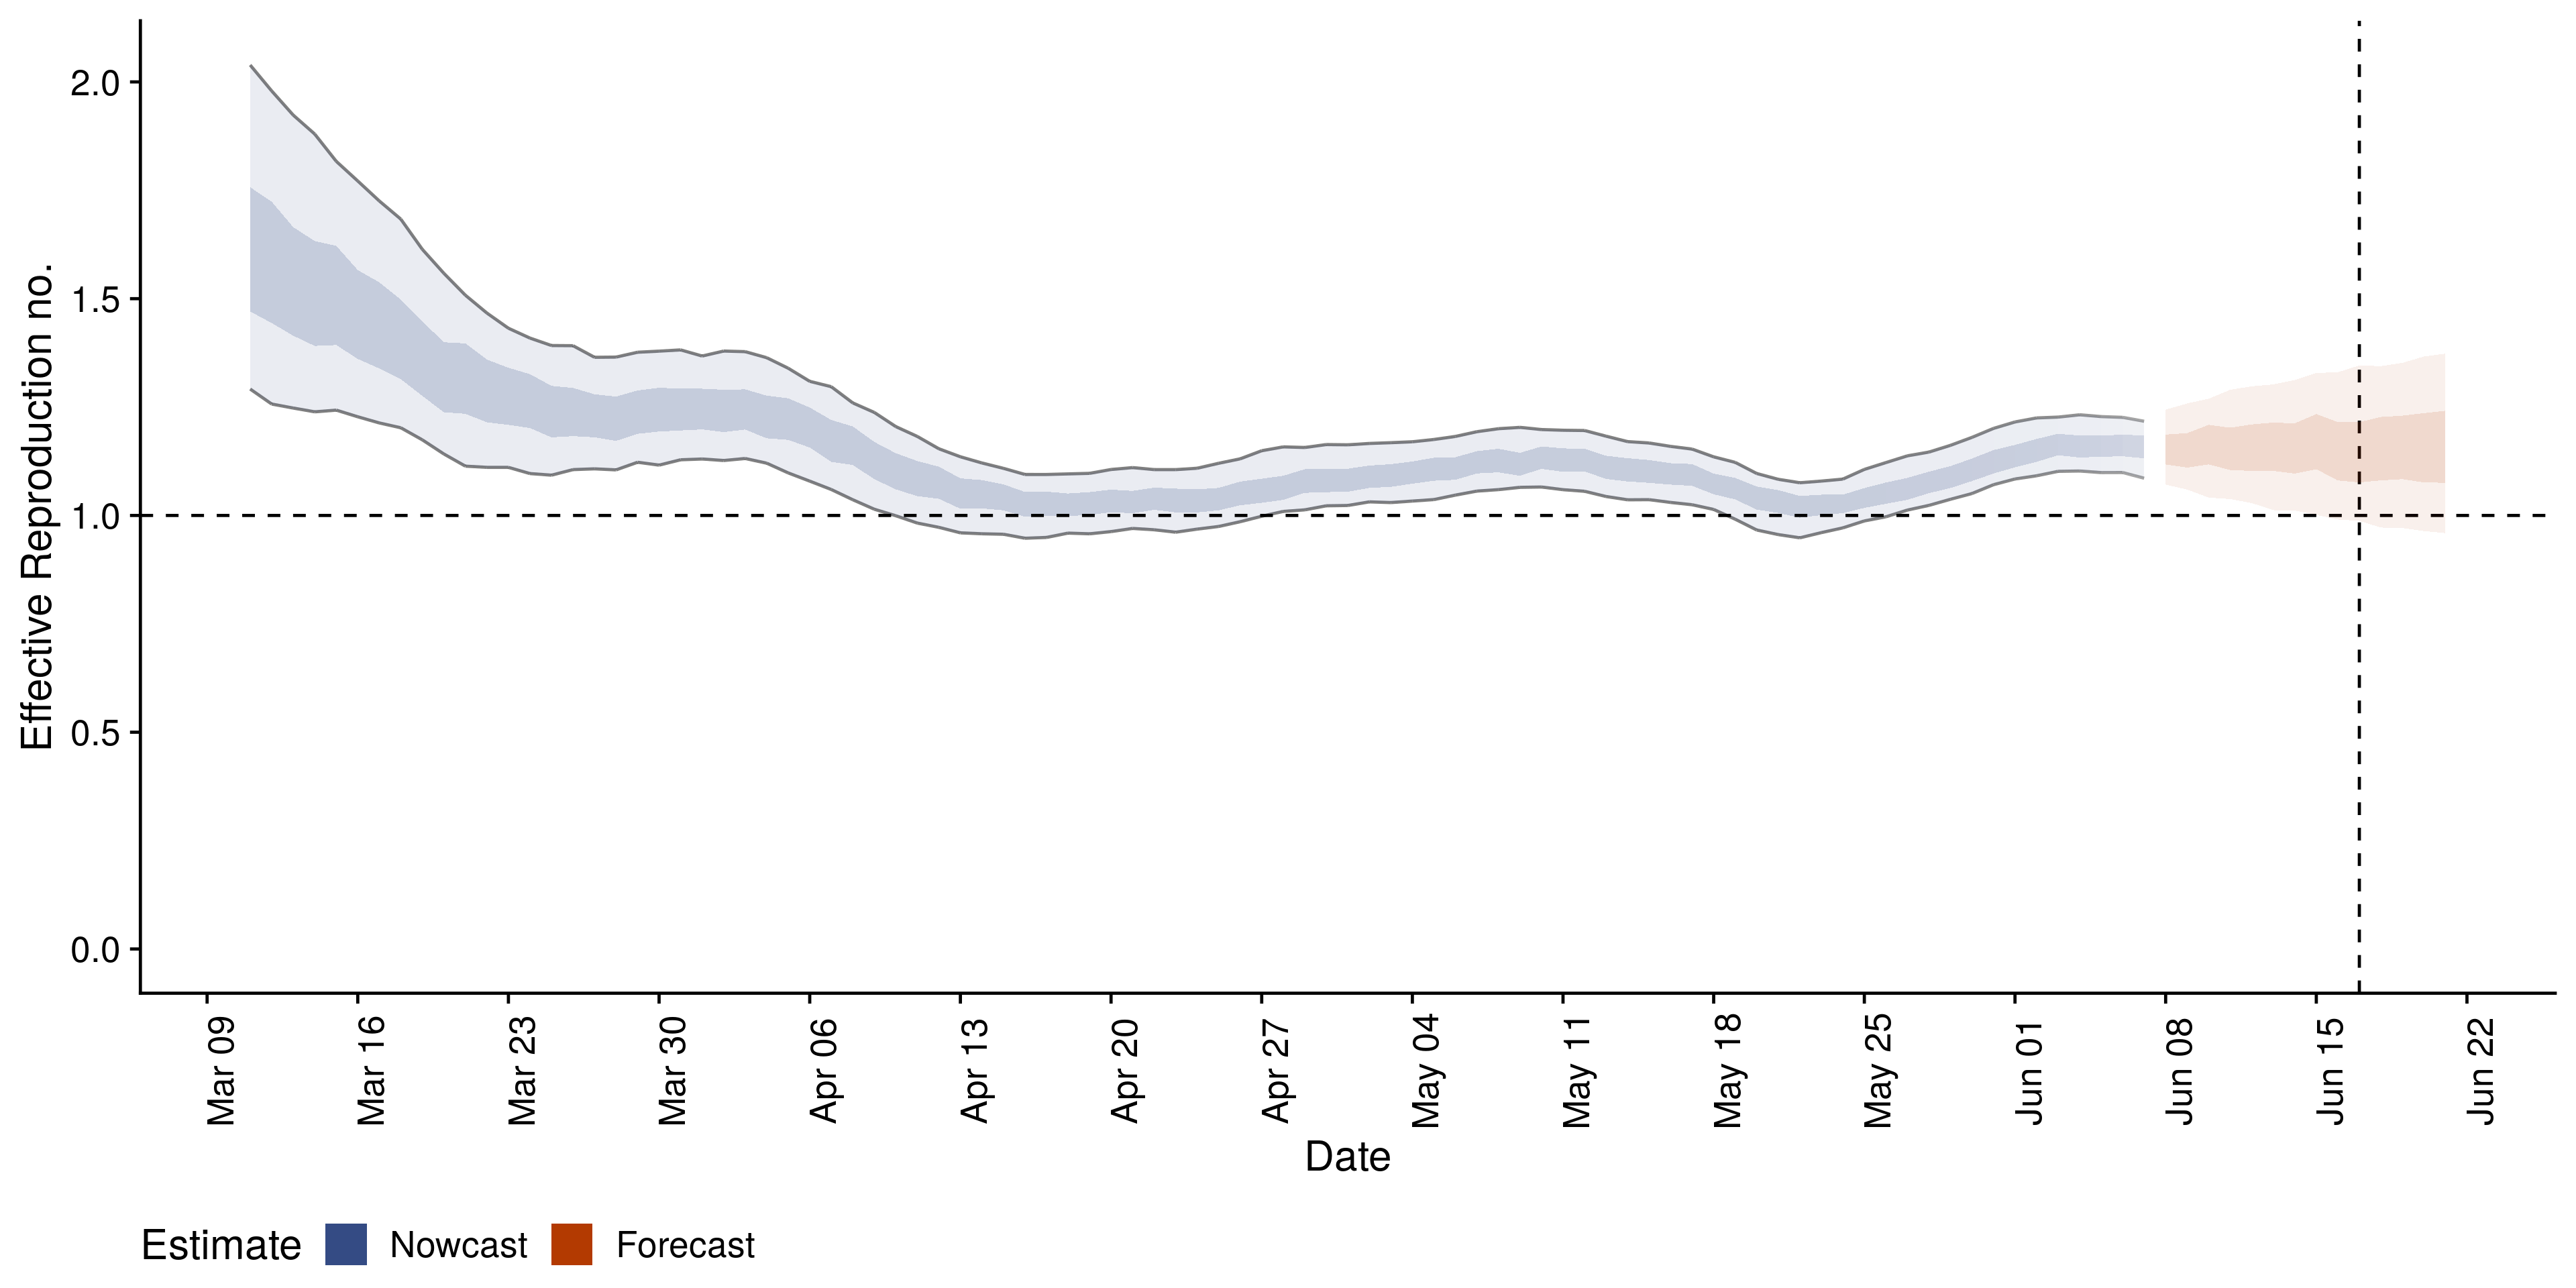 Effective Reproduction no.
2.0
1.5
1.0
0.5
0.0
Mar 09
Mar 16
Mar 23
Mar 30
Apr 06
Apr 13
Apr 20
Apr 27
May 04
May 11
May 18
May 25
Jun 01
Jun 08
Jun 15
Jun 22
Date
Estimate Nowcast Forecast